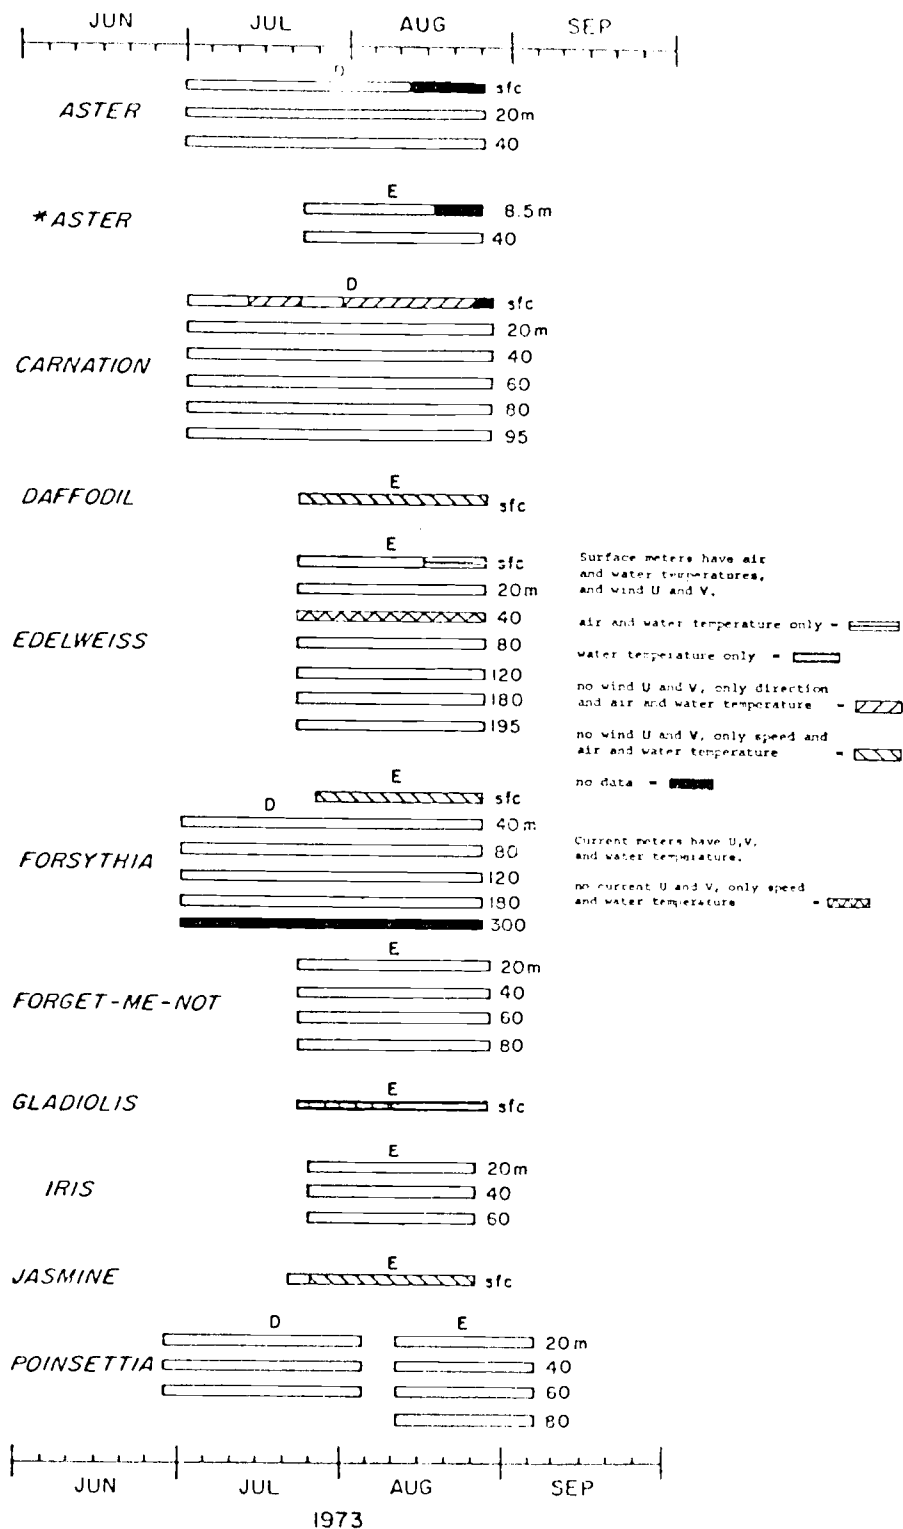 JUN JUL AUG SEP
D
ASTER
sfc
20m
40
E
*ASTER
8.5m
40
D
CARNATION
sfc
20m
40
60
80
95
E
DAFFODIL
sfc
E
EDELWEISS
sfc
20m
40
80
120
180
195
Surface meters have air
and water temperatures,
and wind U and V.
air and water temperature only =
water temperature only =
no wind U and V, only direction
and air and water temperature =
no wind U and V, only speed and
air and water temperature =
no data =
Current meters have U,V,
and water temperature.
no current U and V, only speed
and water temperature =
E
D
FORSYTHIA
sfc
40m
80
120
180
300
E
FORGET-ME-NOT
20m
40
60
80
E
GLADIOLIS
sfc
E
IRIS
20m
40
60
E
JASMINE
sfc
D E
POINSETTIA
20m
40
60
80
JUN JUL AUG SEP
1973